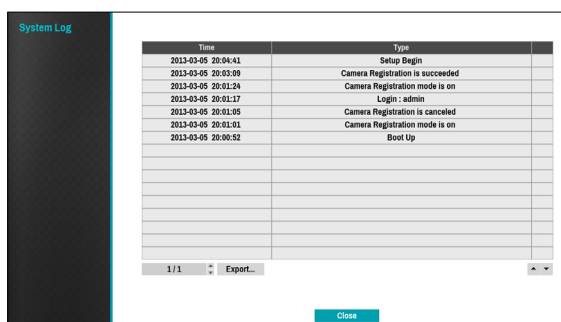 System Log
Time Type
2013-03-05 20:04:41 Setup Begin
2013-03-05 20:03:09 Camera Registration is succeeded
2013-03-05 20:01:24 Camera Registration mode is on
2013-03-05 20:01:17 Login : admin
2013-03-05 20:01:05 Camera Registration is canceled
2013-03-05 20:01:01 Camera Registration mode is on
2013-03-05 20:00:52 Boot Up
1 / 1 Export...
Close